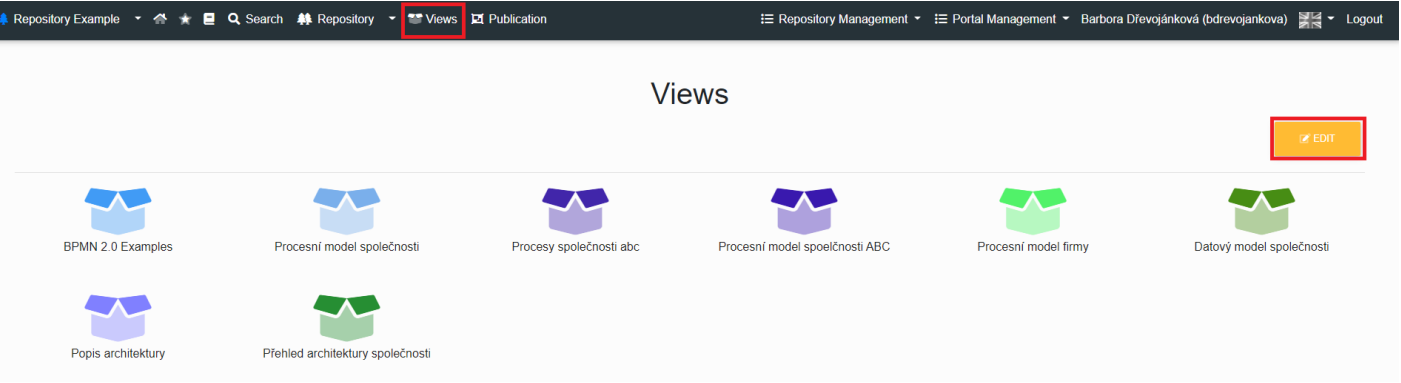 Repository Example Search Repository Views Publication Repository Management Portal Management Barbora Dřevojánková (bdrevojankova) Logout
Views
EDIT
BPMN 2.0 Examples Procesní model společnosti Procesy společnosti abc Procesní model spoelčnosti ABC Procesní model firmy Datový model společnosti
Popis architektury Přehled architektury společnosti